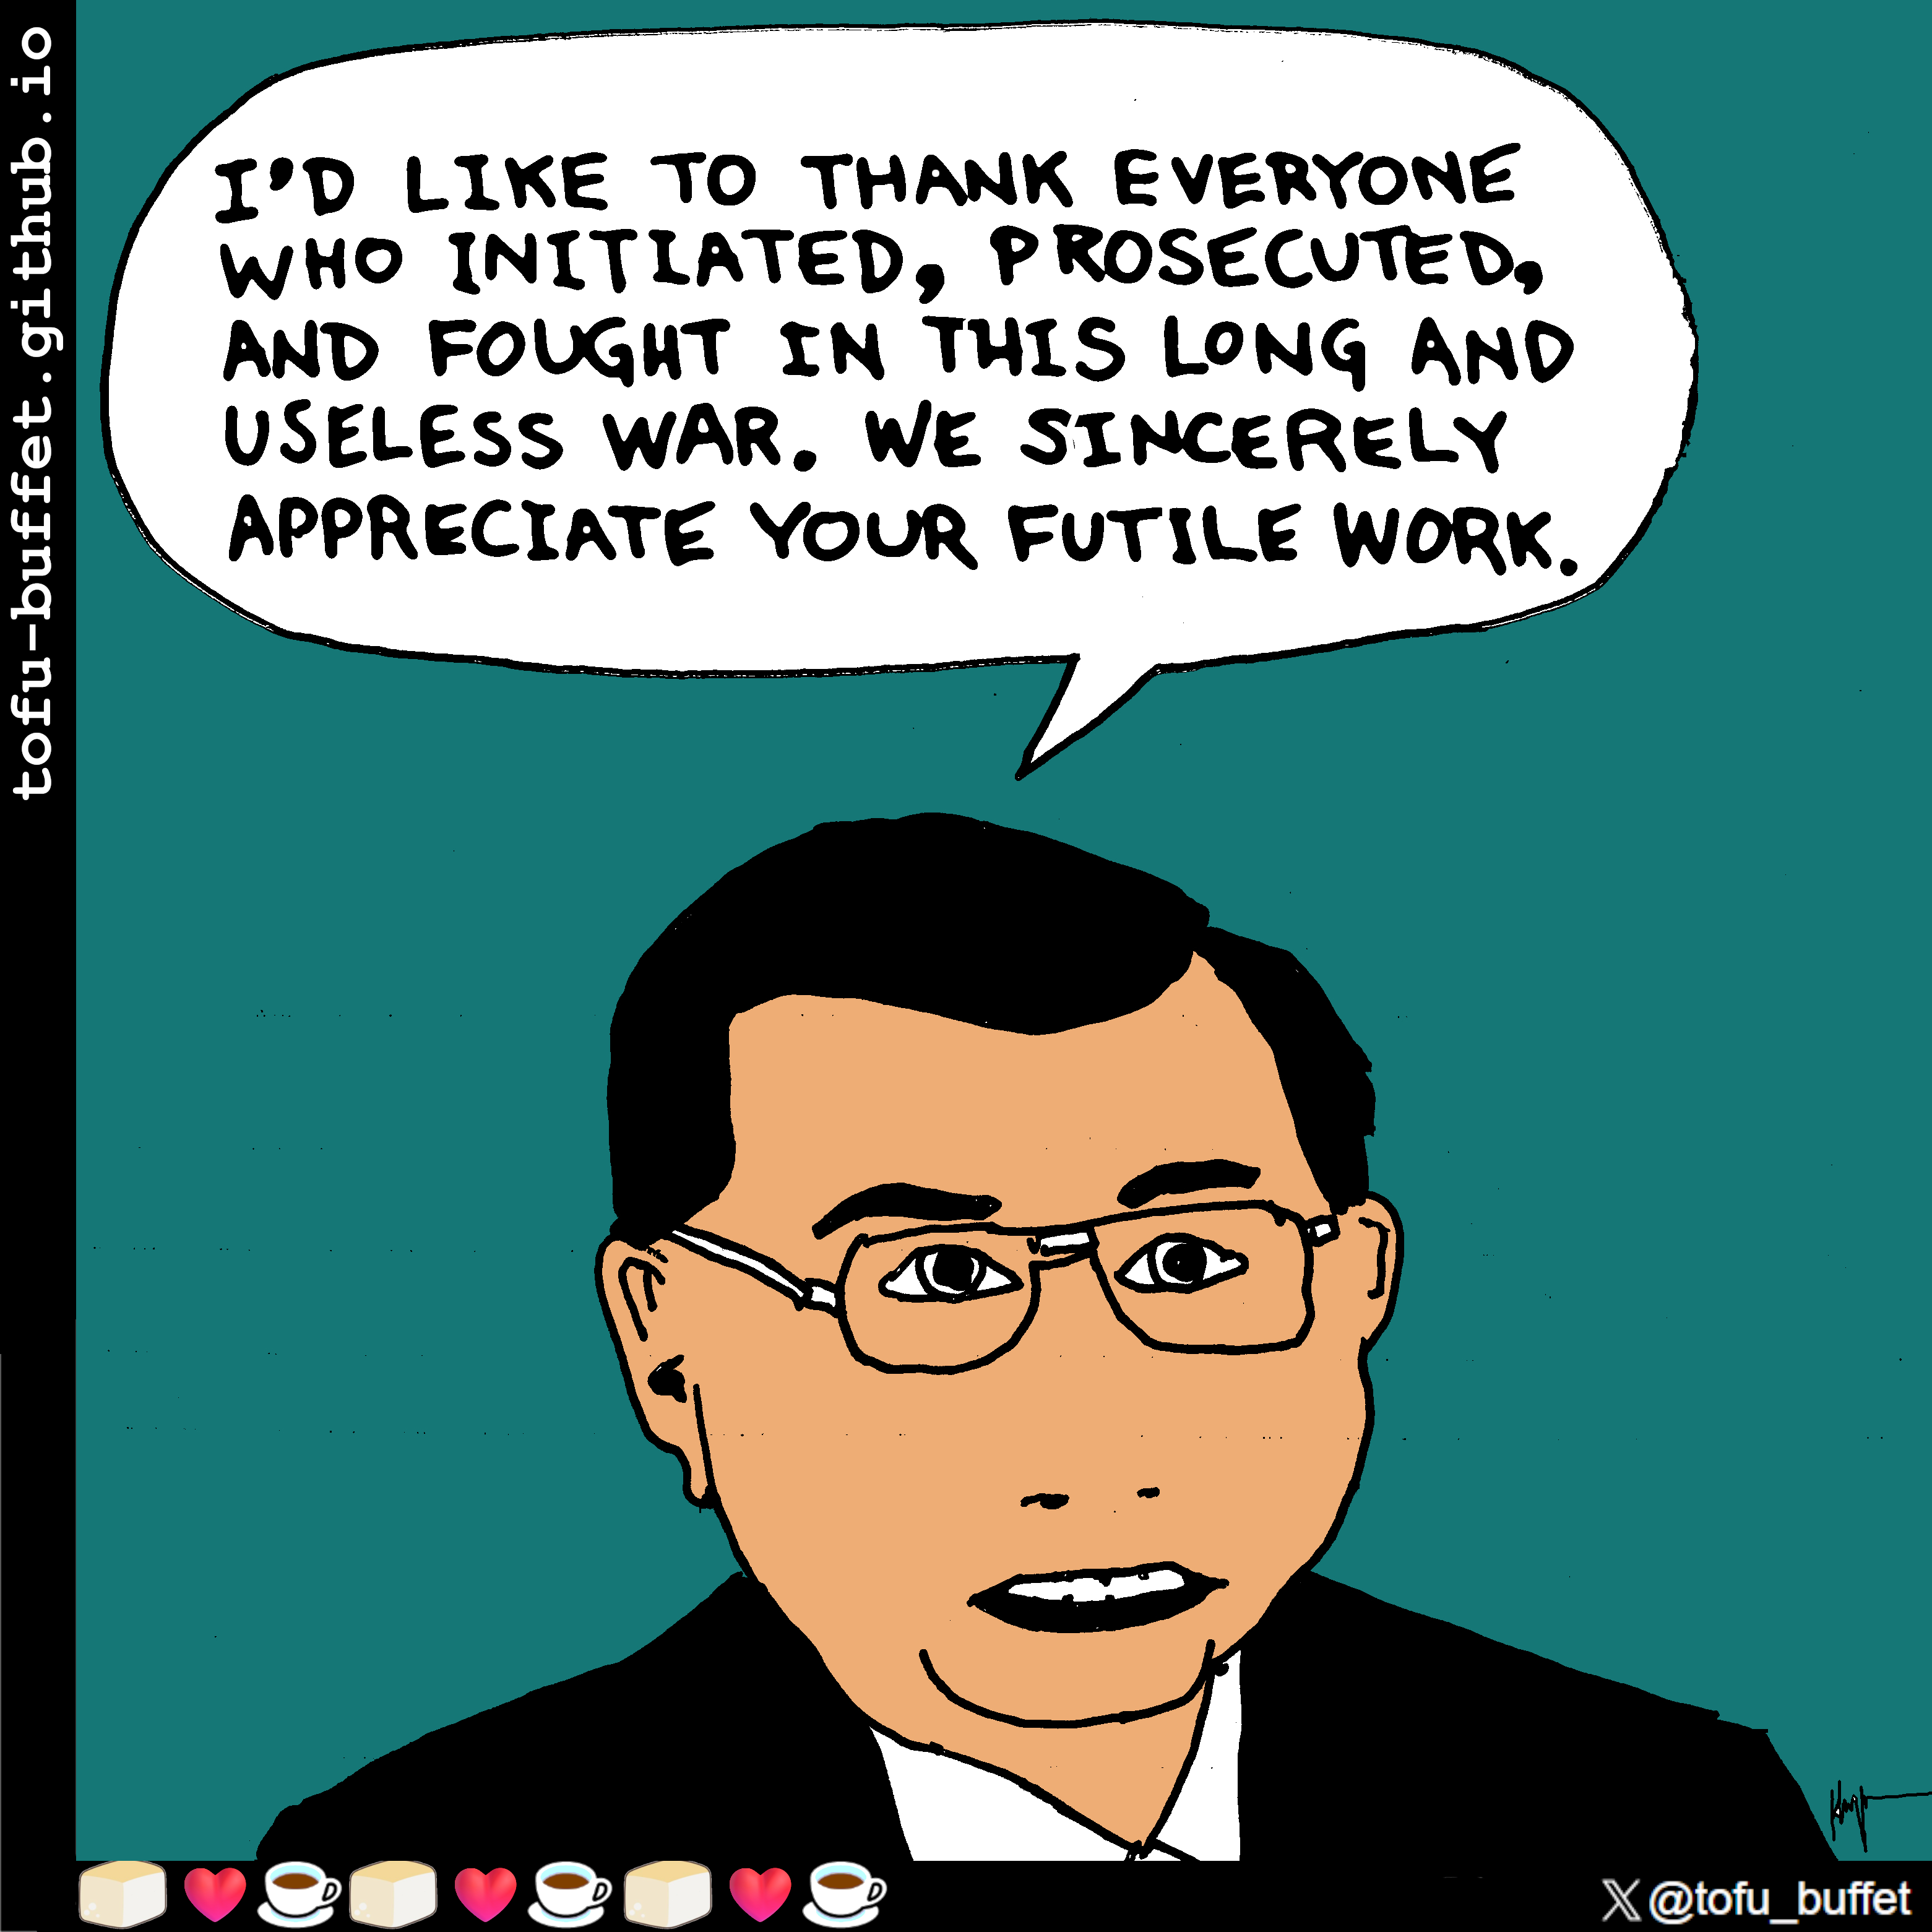 I'D LIKE TO THANK EVERYONE
WHO INITIATED, PROSECUTED,
AND FOUGHT IN THIS LONG AND
USELESS WAR. WE SINCERELY
APPRECIATE YOUR FUTILE WORK.
tofu-buffet.github.io
𝕏 @tofu_buffet